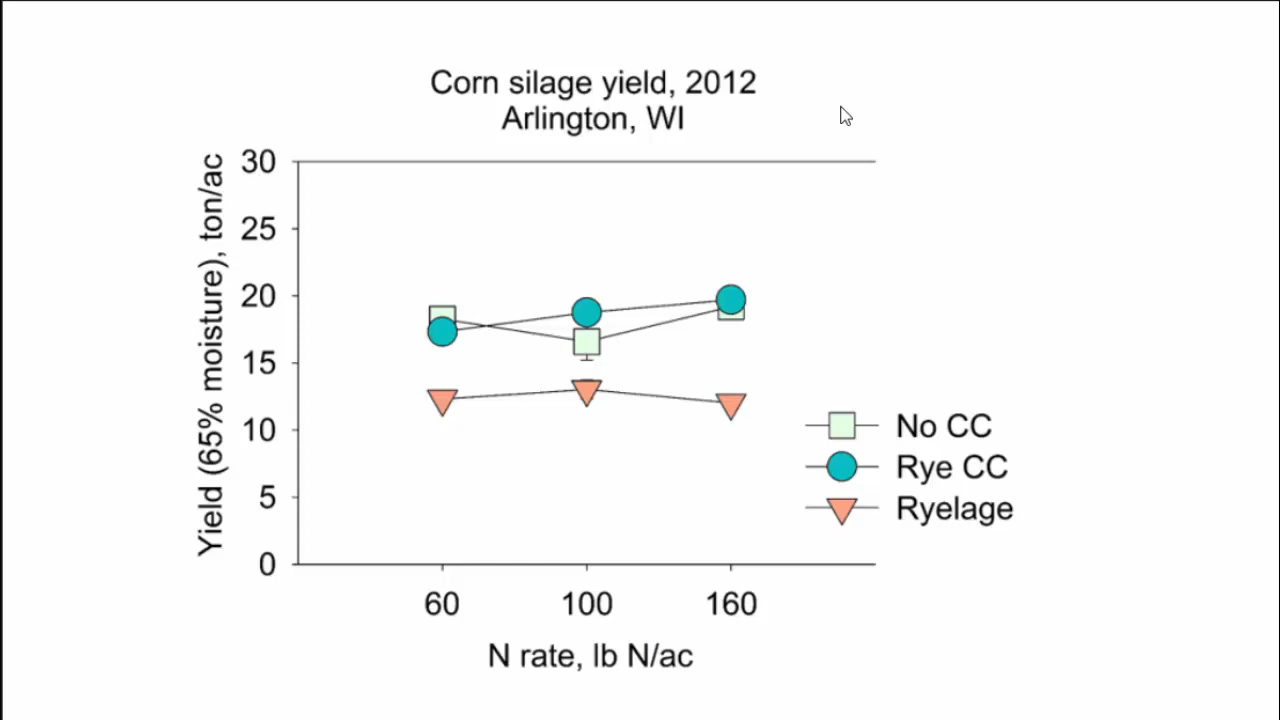 Corn silage yield, 2012
Arlington, WI
Yield (65% moisture), ton/ac
30
25
20
15
10
5
0
60 100 160
N rate, lb N/ac
No CC
Rye CC
Ryelage